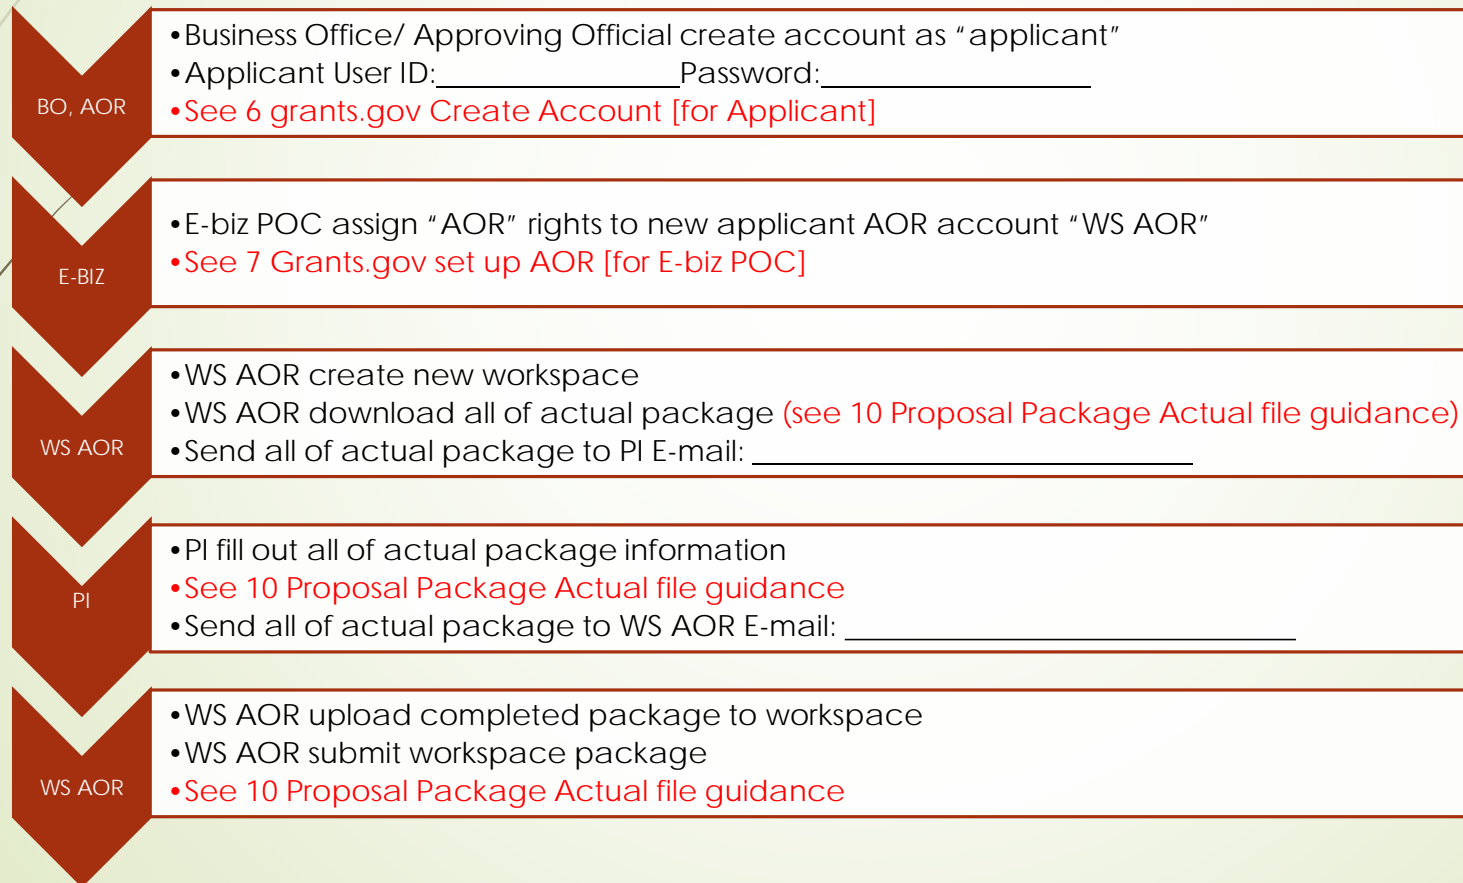 BO, AOR
•Business Office/ Approving Official create account as “applicant”
•Applicant User ID:________________Password:__________________
•See 6 grants.gov Create Account [for Applicant]
E-BIZ
•E-biz POC assign “AOR” rights to new applicant AOR account “WS AOR”
•See 7 Grants.gov set up AOR [for E-biz POC]
WS AOR
•WS AOR create new workspace
•WS AOR download all of actual package (see 10 Proposal Package Actual file guidance)
•Send all of actual package to PI E-mail: _____________________________
PI
•PI fill out all of actual package information
•See 10 Proposal Package Actual file guidance
•Send all of actual package to WS AOR E-mail: ______________________________
WS AOR
•WS AOR upload completed package to workspace
•WS AOR submit workspace package
•See 10 Proposal Package Actual file guidance